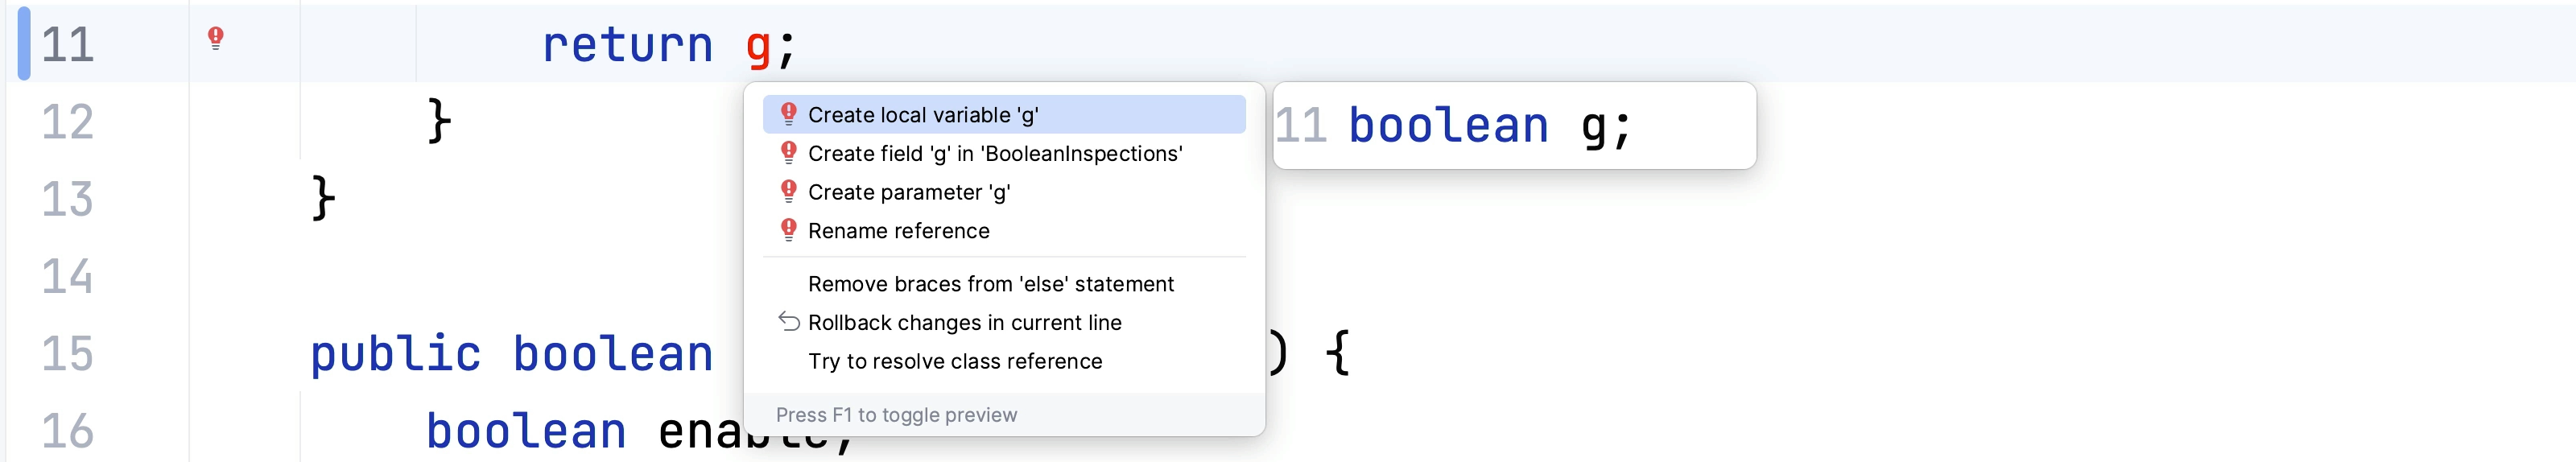 11 return g;
Create local variable 'g'
11 boolean g;
12 }
Create field 'g' in 'BooleanInspections'
Create parameter 'g'
13 }
Rename reference
14
Remove braces from 'else' statement
Rollback changes in current line
15 public boolean ) {
Try to resolve class reference
Press F1 to toggle preview
16 boolean enable;